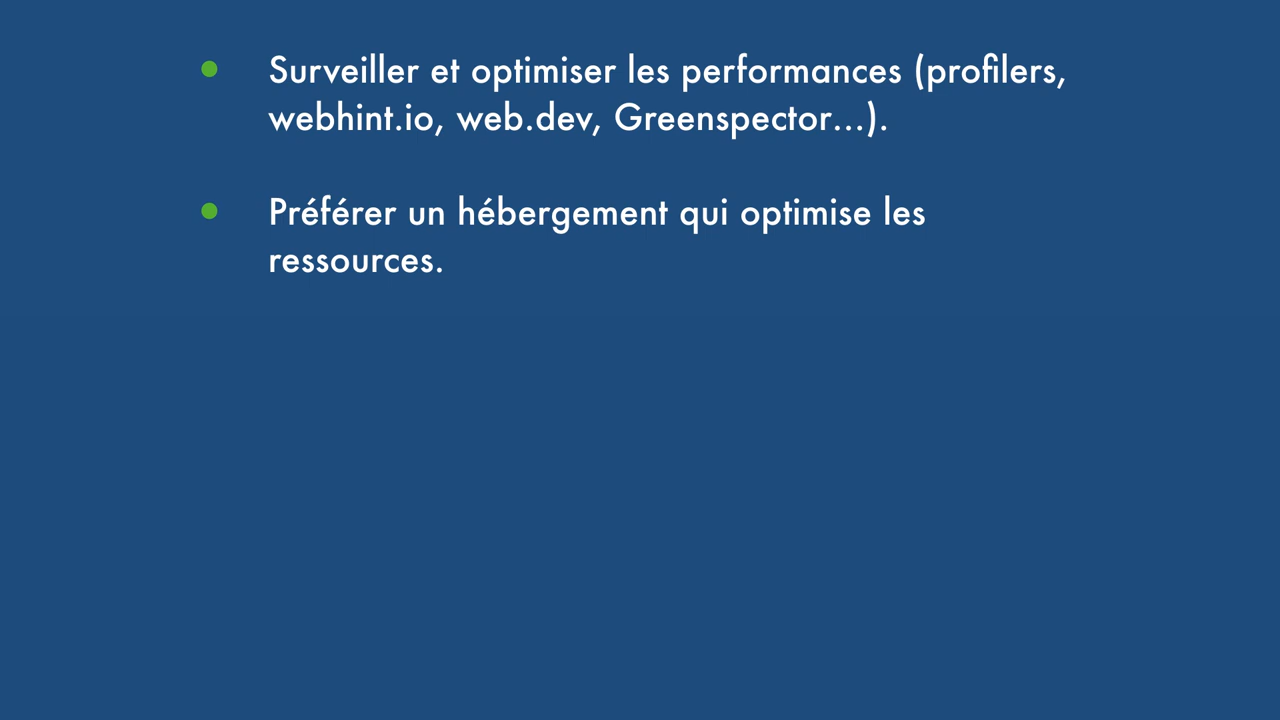 Surveiller et optimiser les performances (profilers,
webhint.io, web.dev, Greenspector...).
Préférer un hébergement qui optimise les
ressources.